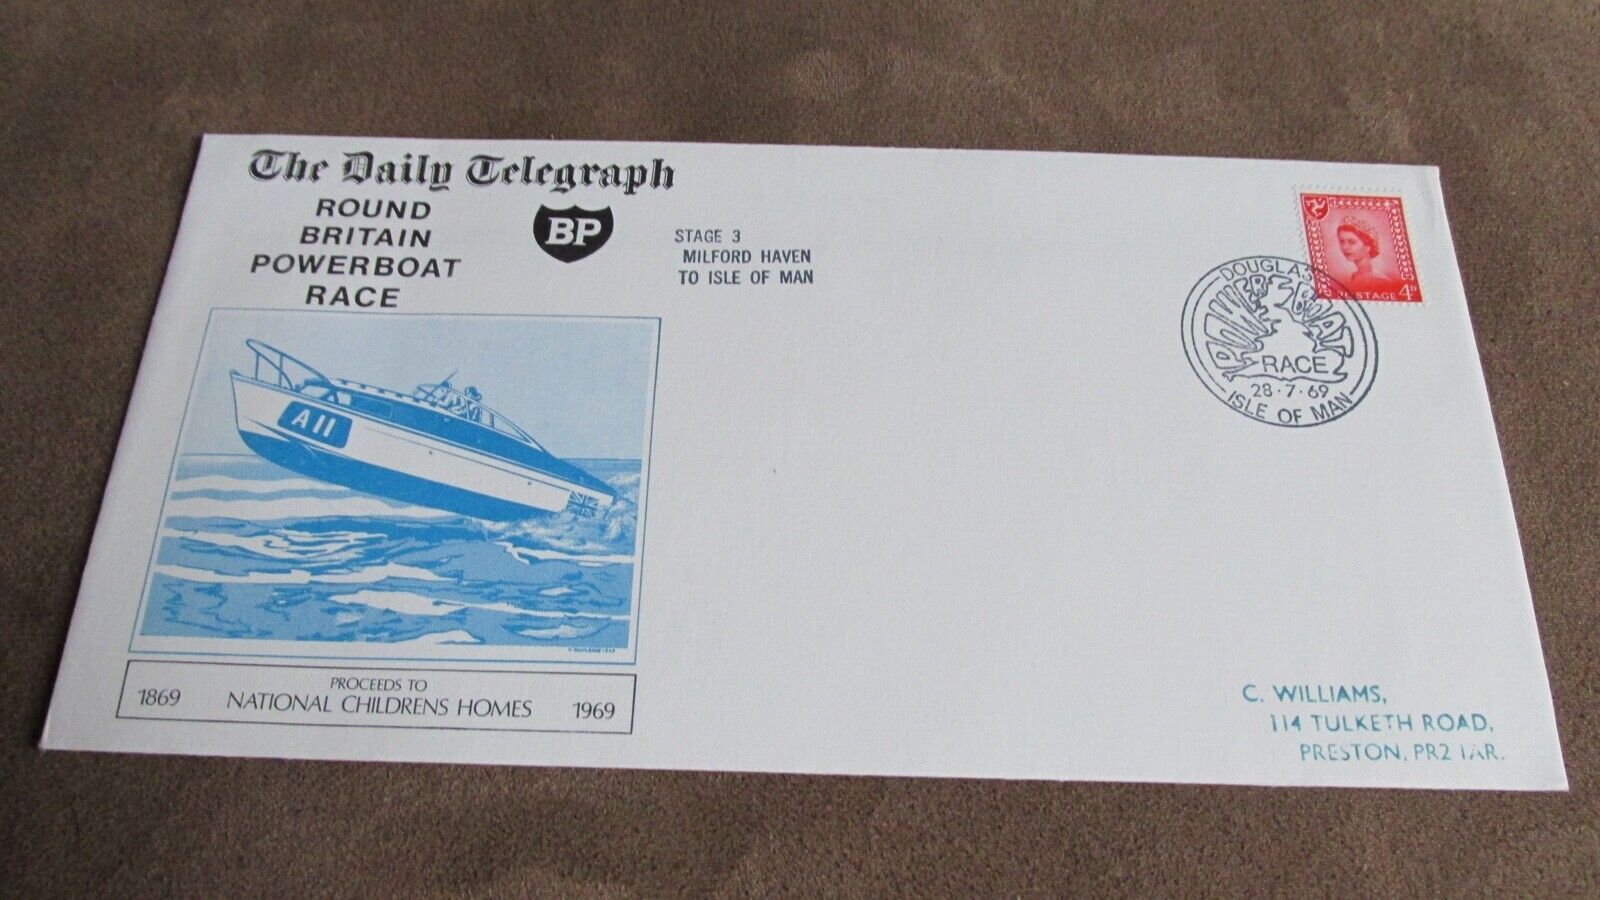 The Daily Telegraph
ROUND
BRITAIN
POWERBOAT
RACE
BP
STAGE 3
MILFORD HAVEN
TO ISLE OF MAN
POSTAGE 4D
DOUGLAS
POWER BOAT
RACE
28·7·69
ISLE OF MAN
A11
1869
PROCEEDS TO
NATIONAL CHILDRENS HOMES
1969
C. WILLIAMS,
114 TULKETH ROAD,
PRESTON, PR2 1AR.